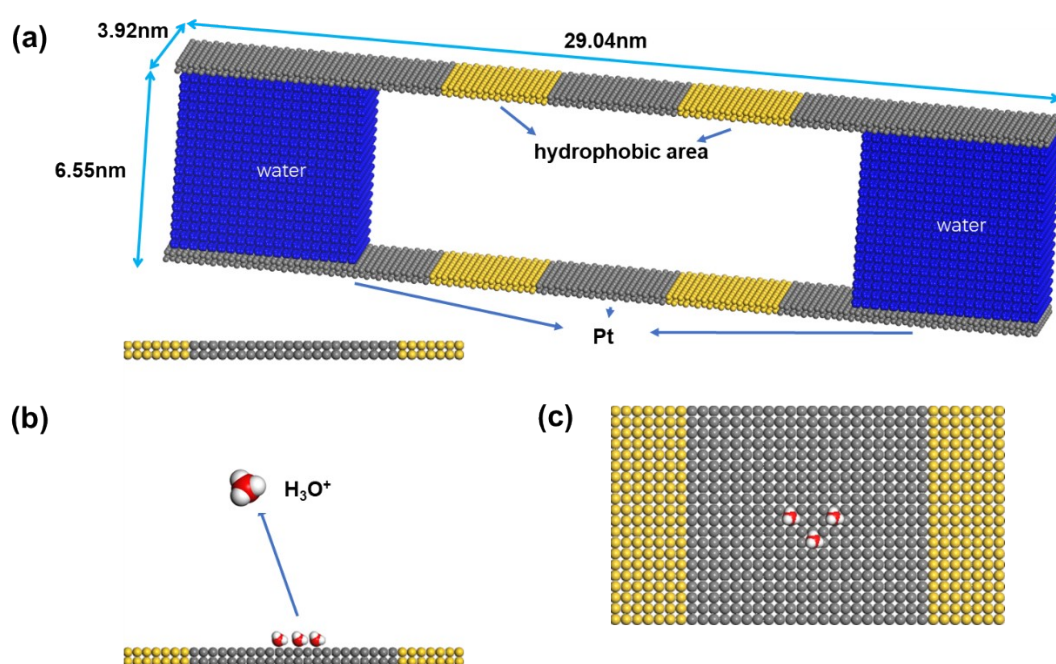 (a)
3.92nm
29.04nm
hydrophobic area
6.55nm
water
water
Pt
(b)
H₃O⁺
(c)